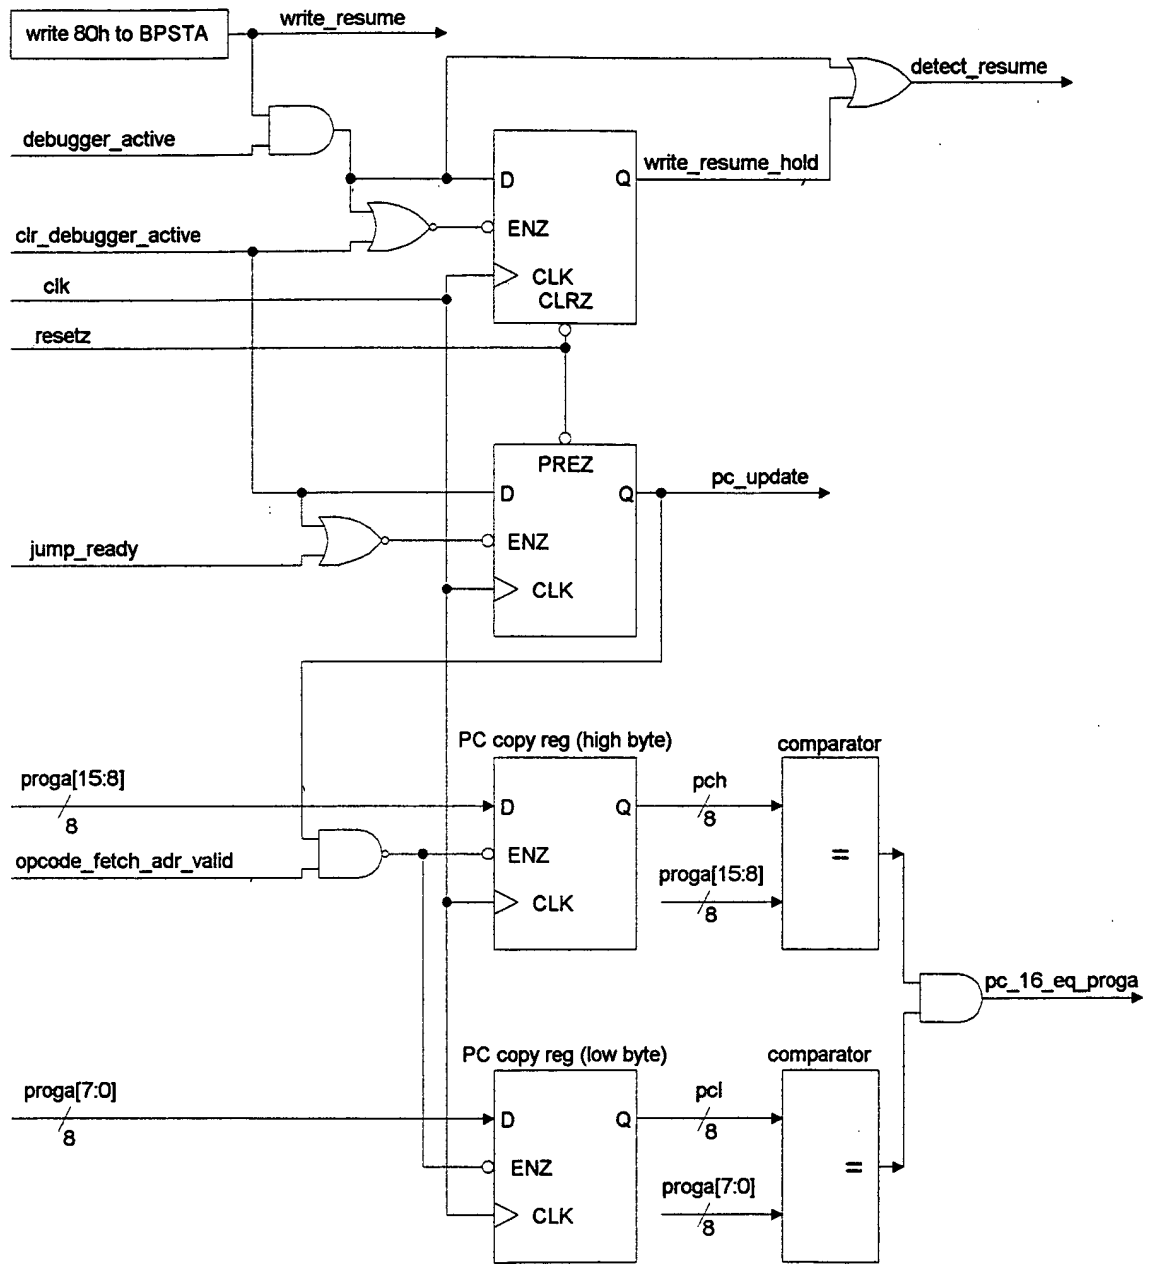 write 80h to BPSTA
write_resume
detect_resume
debugger_active
D
Q
write_resume_hold
clr_debugger_active
ENZ
clk
CLK
CLRZ
resetz
PREZ
D
Q
pc_update
jump_ready
ENZ
CLK
PC copy reg (high byte)
comparator
proga[15:8]
8
D
Q
pch
8
opcode_fetch_adr_valid
ENZ
=
CLK
proga[15:8]
8
pc_16_eq_proga
PC copy reg (low byte)
comparator
proga[7:0]
8
D
Q
pcl
8
ENZ
=
CLK
proga[7:0]
8